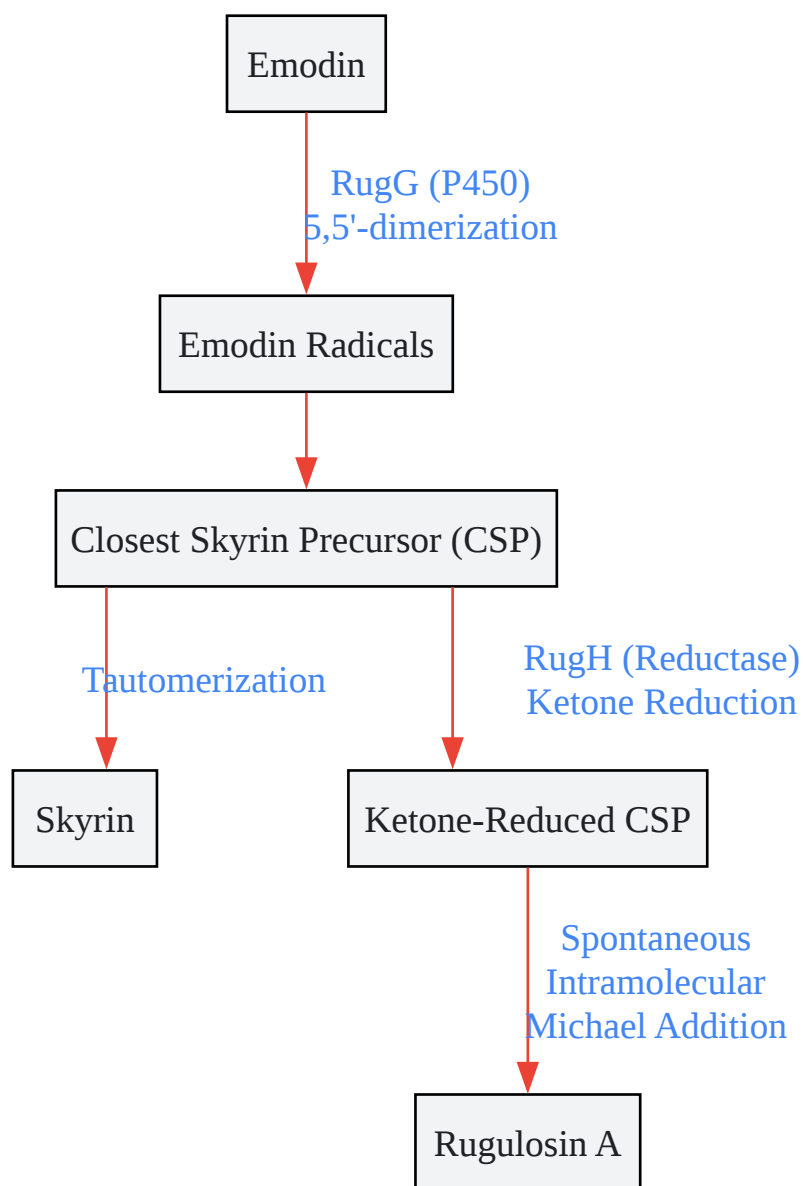 Emodin
RugG (P450)
5,5'-dimerization
Emodin Radicals
Closest Skyrin Precursor (CSP)
Tautomerization
RugH (Reductase)
Ketone Reduction
Skyrin
Ketone-Reduced CSP
Spontaneous
Intramolecular
Michael Addition
Rugulosin A